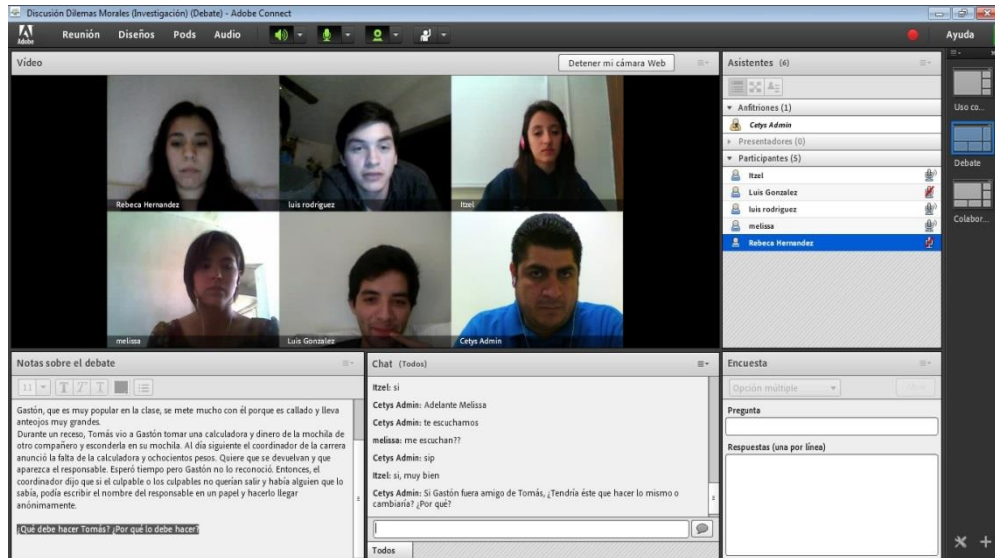 Discusión Dilemas Morales (Investigación) (Debate) - Adobe Connect
Adobe
Reunión Diseños Pods Audio
Ayuda
Vídeo
Detener mi cámara Web
Rebeca Hernandez
luis rodriguez
Itzel
melissa
Luis Gonzalez
Cetys Admin
Asistentes (6)
Anfitriones (1)
Cetys Admin
Presentadores (0)
Participantes (5)
Itzel
Luis Gonzalez
luis rodriguez
melissa
Rebeca Hernandez
Uso co...
Debate
Colabor...
Notas sobre el debate
11 T T T
Gastón, que es muy popular en la clase, se mete mucho con él porque es callado y lleva
anteojos muy grandes.
Durante un receso, Tomás vio a Gastón tomar una calculadora y dinero de la mochila de
otro compañero y esconderla en su mochila. Al día siguiente el coordinador de la carrera
anunció la falta de la calculadora y ochocientos pesos. Quiere que se devuelvan y que
aparezca el responsable. Esperó tiempo pero Gastón no lo reconoció. Entonces, el
coordinador dijo que si el culpable o los culpables no querían salir y había alguien que lo
sabía, podía escribir el nombre del responsable en un papel y hacerlo llegar
anónimamente.
¿Qué debe hacer Tomás? ¿Por qué lo debe hacer?
Chat (Todos)
Itzel: si
Cetys Admin: Adelante Melissa
Cetys Admin: te escuchamos
melissa: me escuchan??
Cetys Admin: sip
Itzel: si, muy bien
Cetys Admin: Si Gastón fuera amigo de Tomás, ¿Tendría éste que hacer lo mismo o
cambiaría? ¿Por qué?
Todos
Encuesta
Opción múltiple
Pregunta
Respuestas (una por línea)